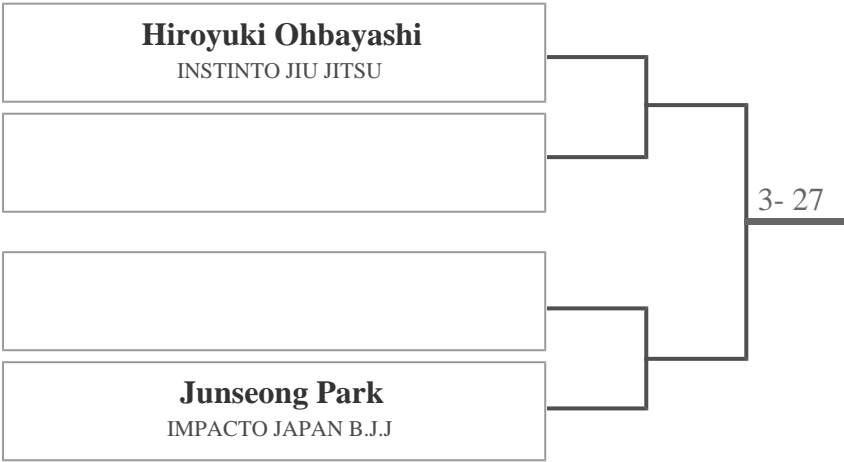 Hiroyuki Ohbayashi
INSTINTO JIU JITSU
3- 27
Junseong Park
IMPACTO JAPAN B.J.J